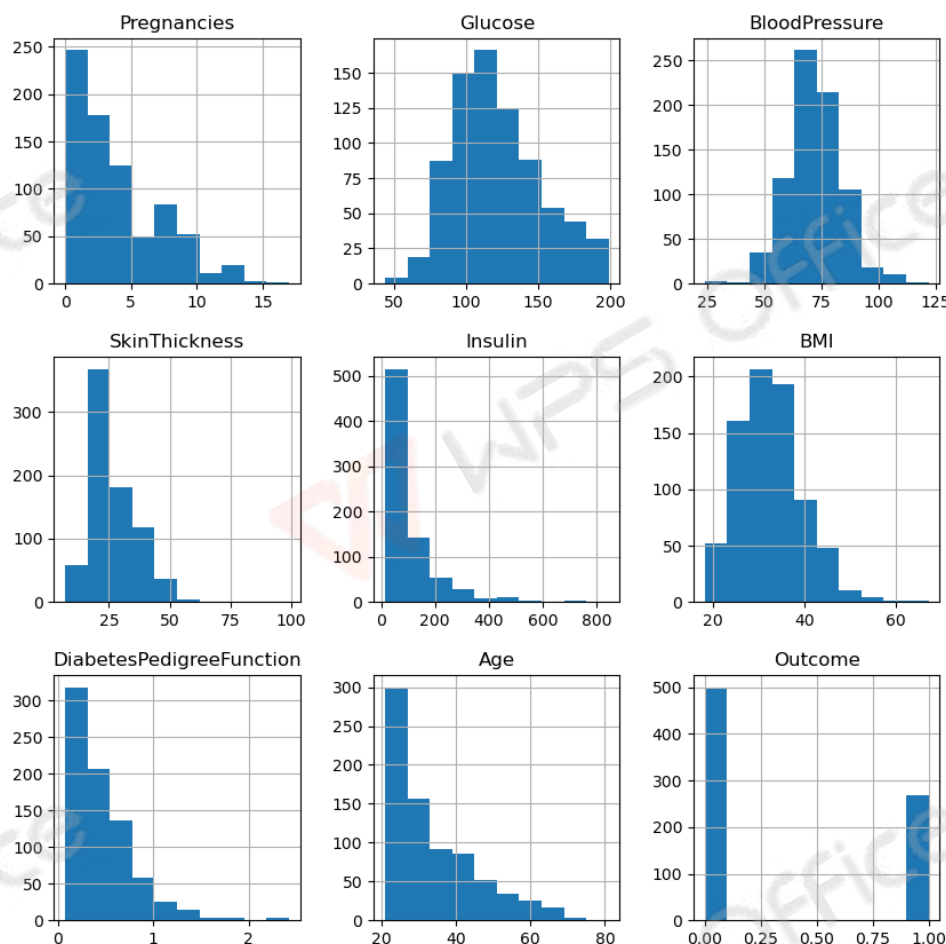 Pregnancies Glucose BloodPressure
250 200 150 100 50 0
150 125 100 75 50 25 0
250 200 150 100 50 0
0 5 10 15
50 100 150 200
25 50 75 100 125
SkinThickness Insulin BMI
300 200 100 0
500 400 300 200 100 0
200 150 100 50 0
25 50 75 100
0 200 400 600 800
20 40 60
DiabetesPedigreeFunction Age Outcome
300 250 200 150 100 50 0
300 250 200 150 100 50 0
500 400 300 200 100 0
0 1 2
20 40 60 80
0.00 0.25 0.50 0.75 1.00
WPS Office
ce
ffice